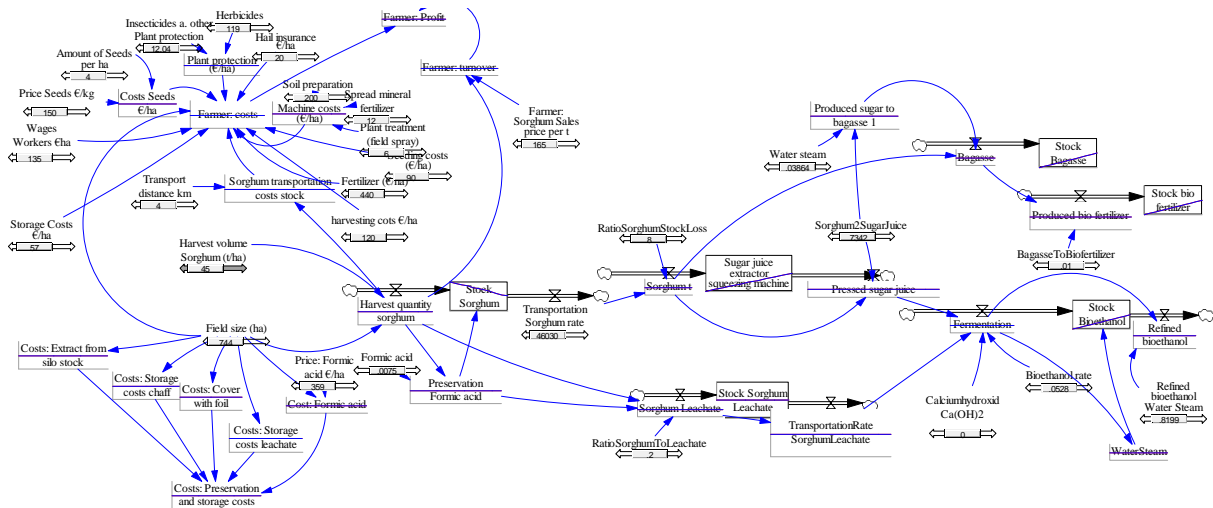 Farmer: Profit
Insecticides a. other
Plant protection
12.04
Herbicides
119
Hail insurance
€/ha
20
Plant protection
(€/ha)
Amount of Seeds
per ha
4
Price Seeds €/kg
150
Costs Seeds
€/ha
Wages
Workers €ha
135
Farmer: costs
Soil preparation
200
Machine costs
(€/ha)
Spread mineral
fertilizer
12
Plant treatment
(field spray)
6
Seeding costs
(€/ha)
90
Fertilizer (€/ha)
440
harvesting cots €/ha
120
Farmer: turnover
Farmer:
Sorghum Sales
price per t
165
Transport
distance km
4
Sorghum transportation
costs stock
Storage Costs
€/ha
57
Harvest volume
Sorghum (t/ha)
45
Harvest quantity
sorghum
Stock
Sorghum
Transportation
Sorghum rate
46030
Field size (ha)
744
Costs: Extract from
silo stock
Costs: Storage
costs chaff
Costs: Cover
with foil
Costs: Storage
costs leachate
Price: Formic
acid €/ha
359
Cost: Formic acid
Costs: Preservation
and storage costs
Formic acid
.0075
Preservation
Formic acid
Produced sugar to
bagasse 1
Water steam
.03864
Bagasse
Stock
Bagasse
Produced bio fertilizer
Stock bio
fertilizer
BagasseToBiofertilizer
.01
RatioSorghumStockLoss
.8
Sorghum t
Sugar juice
extractor
squeezing machine
Sorghum2SugarJuice
.7342
Pressed sugar juice
Fermentation
Stock
Bioethanol
Refined
bioethanol
Bioethanol rate
.0528
Refined
bioethanol
Water Steam
.8199
Calciumhydroxid
Ca(OH)2
0
WaterSteam
Sorghum Leachate
Stock Sorghum
Leachate
TransportationRate
SorghumLeachate
RatioSorghumToLeachate
.2